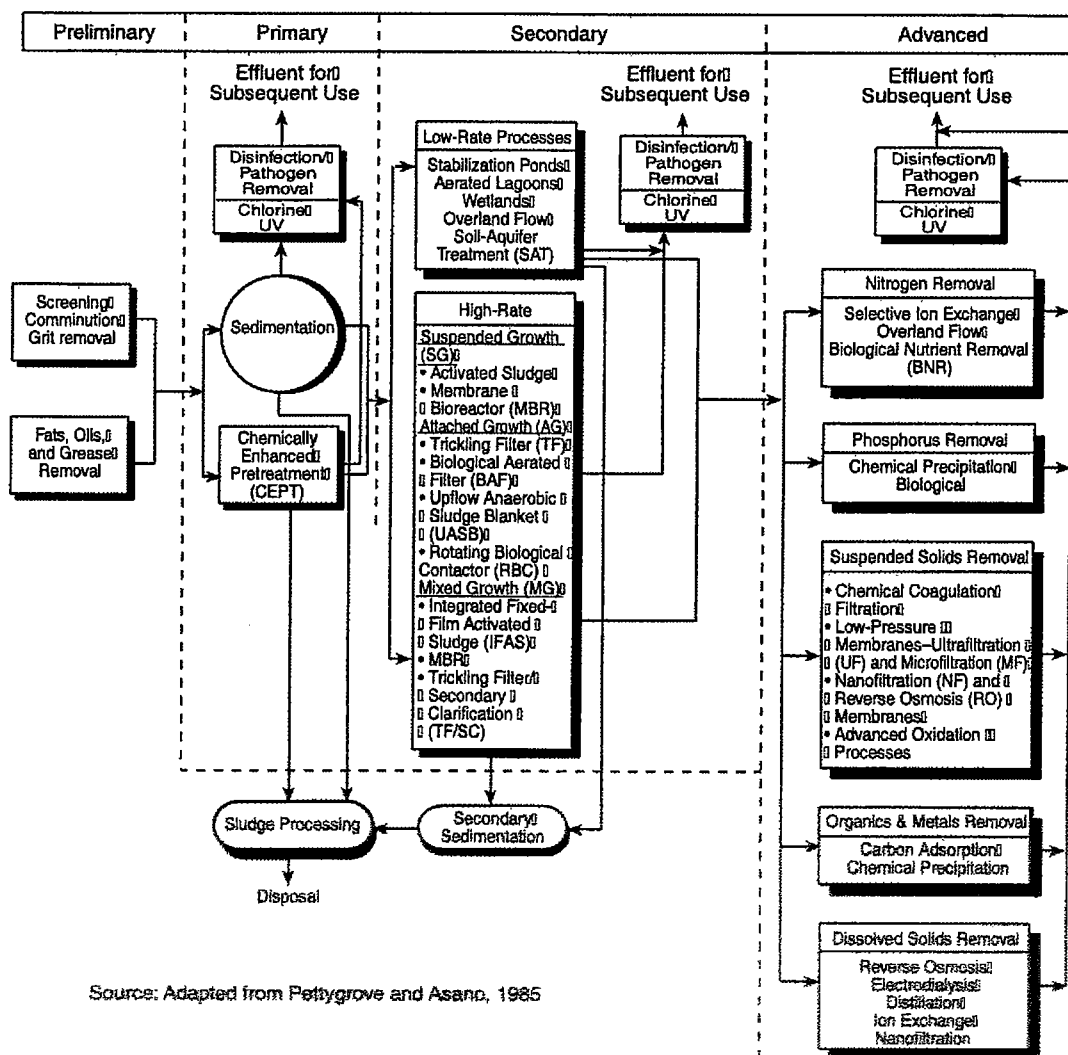 Preliminary
Primary
Secondary
Advanced
Effluent for
Subsequent Use
Disinfection/
Pathogen
Removal
Chlorine
UV
Sedimentation
Screening
Comminution
Grit removal
Fats, Oils,
and Grease
Removal
Chemically
Enhanced
Pretreatment
(CEPT)
Low-Rate Processes
Stabilization Ponds
Aerated Lagoons
Wetlands
Overland Flow
Soil-Aquifer
Treatment (SAT)
High-Rate
Suspended Growth
(SG)
• Activated Sludge
• Membrane
Bioreactor (MBR)
Attached Growth (AG)
• Trickling Filter (TF)
• Biological Aerated
Filter (BAF)
• Upflow Anaerobic
Sludge Blanket
(UASB)
• Rotating Biological
Contactor (RBC)
Mixed Growth (MG)
• Integrated Fixed-
Film Activated
Sludge (IFAS)
• MBR
• Trickling Filter/
Secondary
Clarification
(TF/SC)
Effluent for
Subsequent Use
Disinfection/
Pathogen
Removal
Chlorine
UV
Sludge Processing
Secondary
Sedimentation
Disposal
Effluent for
Subsequent Use
Disinfection/
Pathogen
Removal
Chlorine
UV
Nitrogen Removal
Selective Ion Exchange
Overland Flow
Biological Nutrient Removal
(BNR)
Phosphorus Removal
Chemical Precipitation
Biological
Suspended Solids Removal
• Chemical Coagulation
Filtration
• Low-Pressure
Membranes–Ultrafiltration
(UF) and Microfiltration (MF)
• Nanofiltration (NF) and
Reverse Osmosis (RO)
Membranes
• Advanced Oxidation
Processes
Organics & Metals Removal
Carbon Adsorption
Chemical Precipitation
Dissolved Solids Removal
Reverse Osmosis
Electrodialysis
Distillation
Ion Exchange
Nanofiltration
Source: Adapted from Pettygrove and Asano, 1985